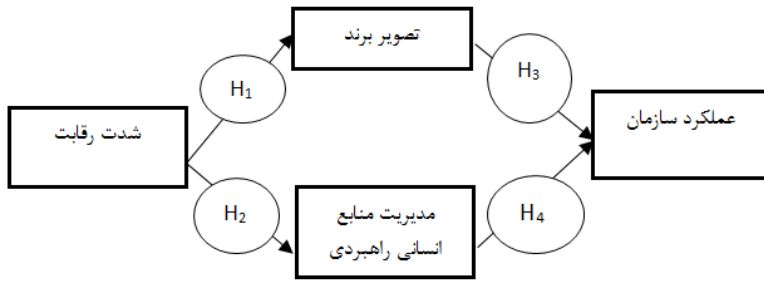 تصویر برند
H₁
H₃
شدت رقابت
عملکرد سازمان
H₂
مدیریت منابع
انسانی راهبردی
H₄